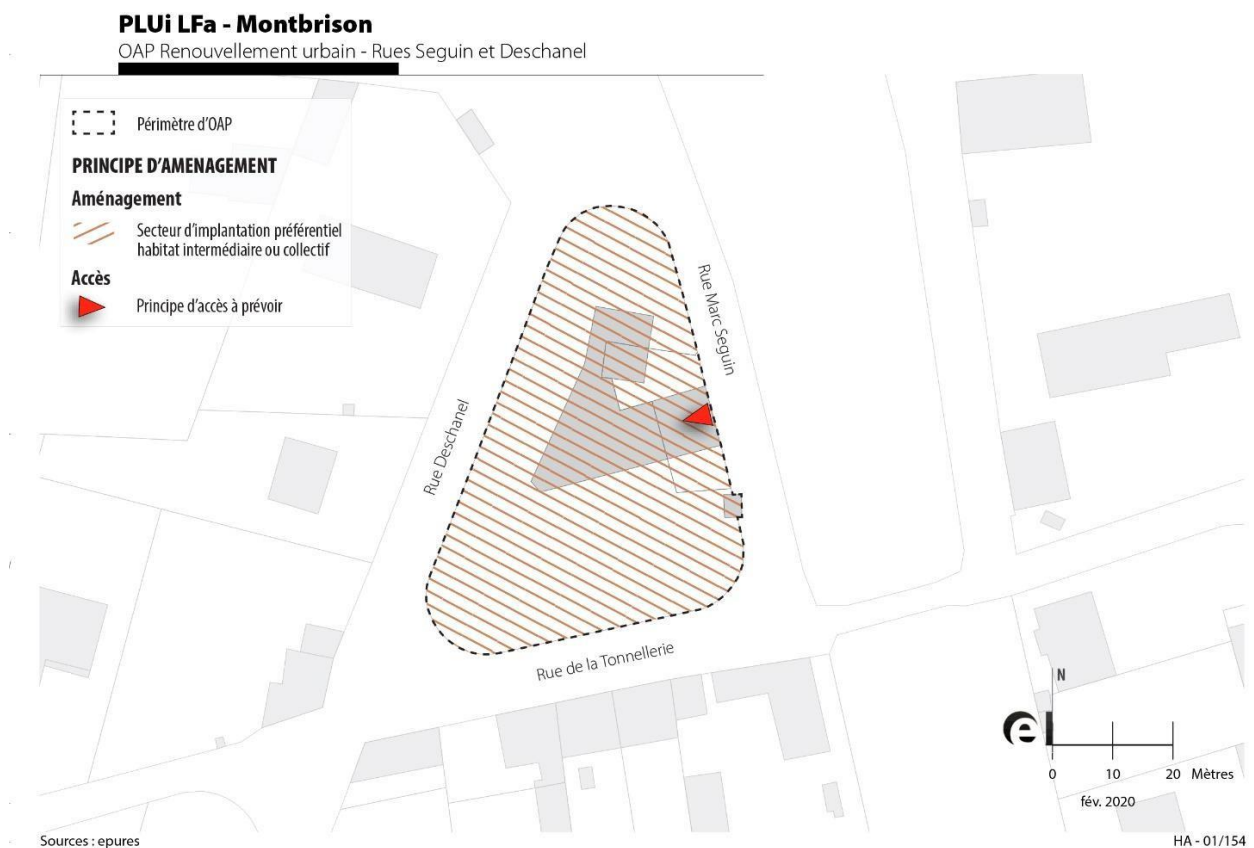 PLUi LFa - Montbrison
OAP Renouvellement urbain - Rues Seguin et Deschanel
Périmètre d'OAP
PRINCIPE D'AMENAGEMENT
Aménagement
Secteur d'implantation préférentiel
habitat intermédiaire ou collectif
Accès
Principe d'accès à prévoir
Rue Marc Seguin
Rue Deschanel
Rue de la Tonnellerie
N
e
0 10 20 Mètres
fév. 2020
Sources : epures
HA - 01/154